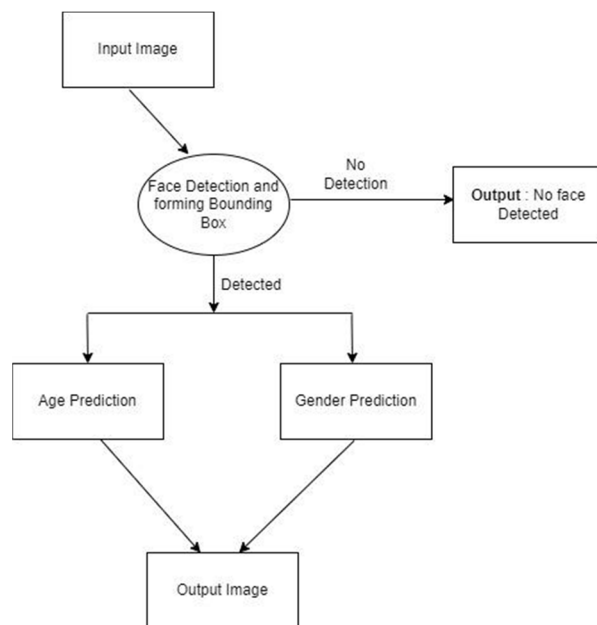 Input Image
Face Detection and
forming Bounding
Box
No
Detection
Output : No face
Detected
Detected
Age Prediction
Gender Prediction
Output Image